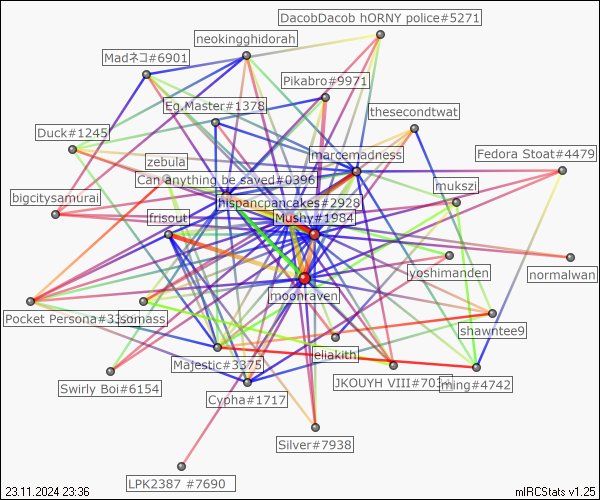 DacobDacob hORNY police#5271
neokingghidorah
Madネコ#6901
Pikabro#9971
Eg.Master#1378
thesecondtwat
Duck#1245
marcemadness
zebula
Fedora Stoat#4479
Can anything be saved#0396
mukszi
bigcitysamurai
hispancpancakes#2928
frisout
Mushy#1984
yoshimanden
normalwan
moonraven
Pocket Persona#33
somass
shawntee9
eliakith
Majestic#3375
JKOUYH VIII#703
ming#4742
Swirly Boi#6154
Cypha#1717
Silver#7938
LPK2387 #7690
23.11.2024 23:36
mIRCStats v1.25